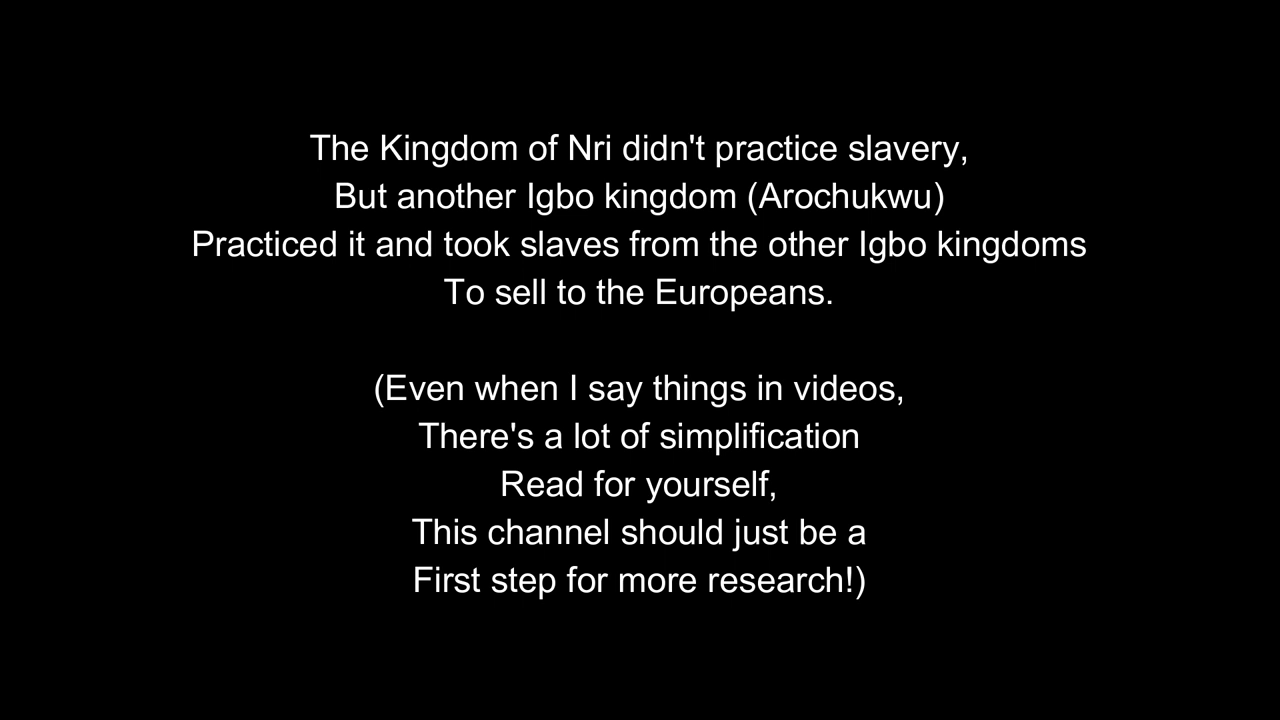 The Kingdom of Nri didn't practice slavery,
But another Igbo kingdom (Arochukwu)
Practiced it and took slaves from the other Igbo kingdoms
To sell to the Europeans.
(Even when I say things in videos,
There's a lot of simplification
Read for yourself,
This channel should just be a
First step for more research!)